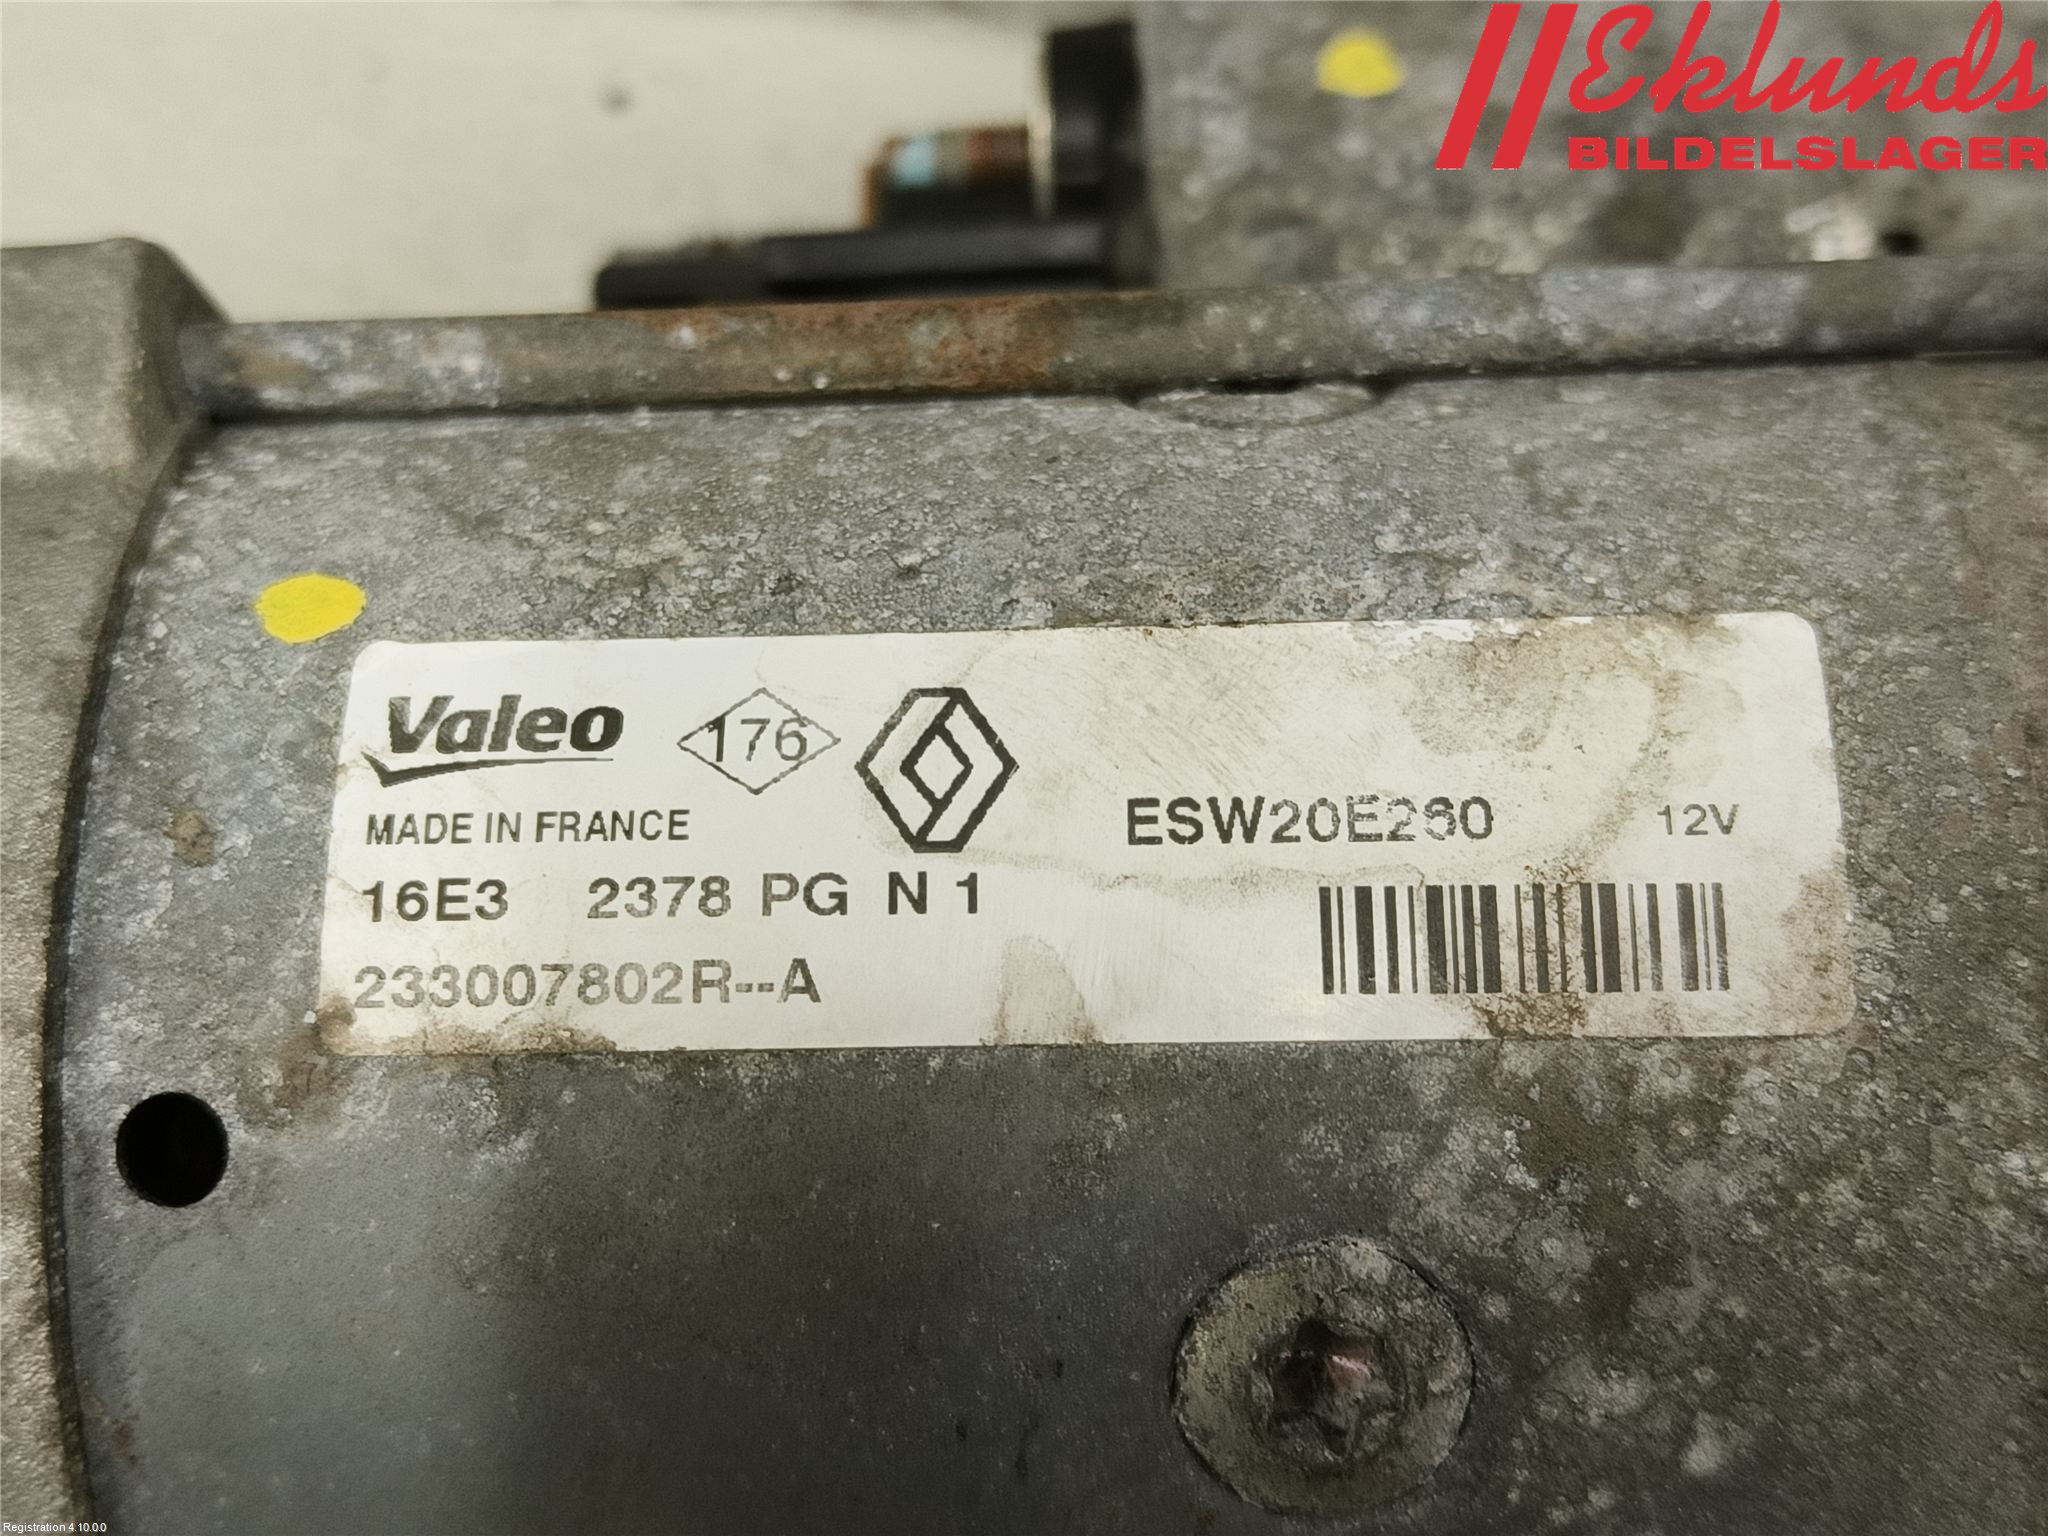 Eklunds
BILDELSLAGER
Valeo 176
MADE IN FRANCE
ESW20E260 12V
16E3 2378 PG N 1
233007802R--A
Registration 4.10.0.0